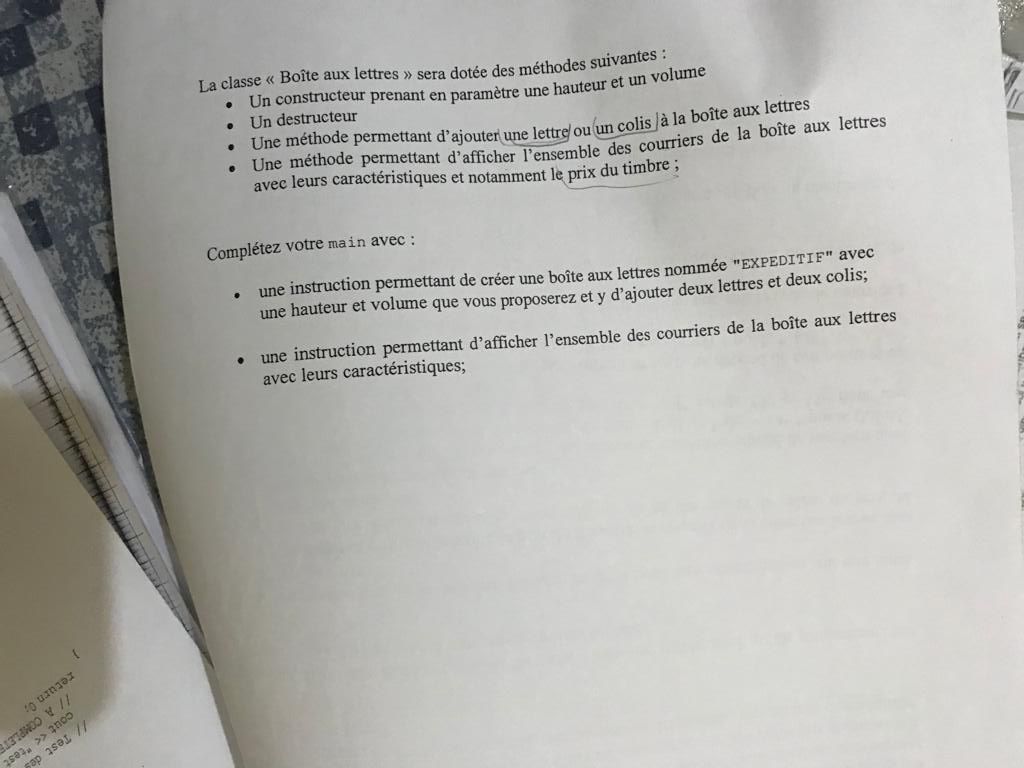 La classe « Boîte aux lettres » sera dotée des méthodes suivantes :
• Un constructeur prenant en paramètre une hauteur et un volume
• Un destructeur
• Une méthode permettant d'ajouter une lettre ou un colis à la boîte aux lettres
• Une méthode permettant d'afficher l'ensemble des courriers de la boîte aux lettres
avec leurs caractéristiques et notamment le prix du timbre ;
Complétez votre main avec :
• une instruction permettant de créer une boîte aux lettres nommée "EXPEDITIF" avec
une hauteur et volume que vous proposerez et y d'ajouter deux lettres et deux colis;
• une instruction permettant d'afficher l'ensemble des courriers de la boîte aux lettres
avec leurs caractéristiques;
// Test des
cout << "test
// A COMPLETE
return 0;
}